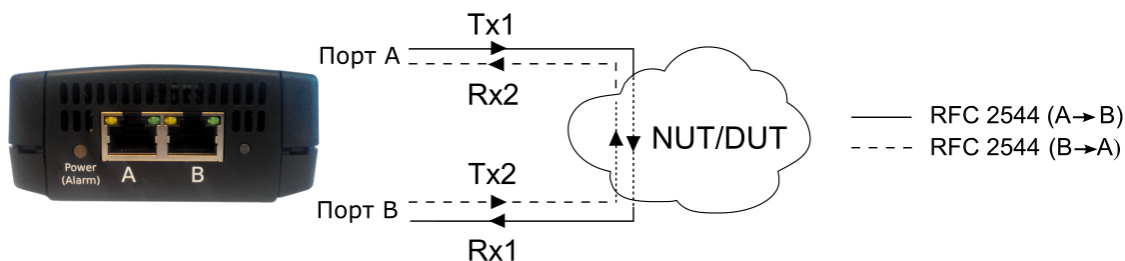 Power
(Alarm)
A
B
Порт А
Tx1
Rx2
Порт В
Tx2
Rx1
NUT/DUT
RFC 2544 (A→B)
RFC 2544 (B→A)